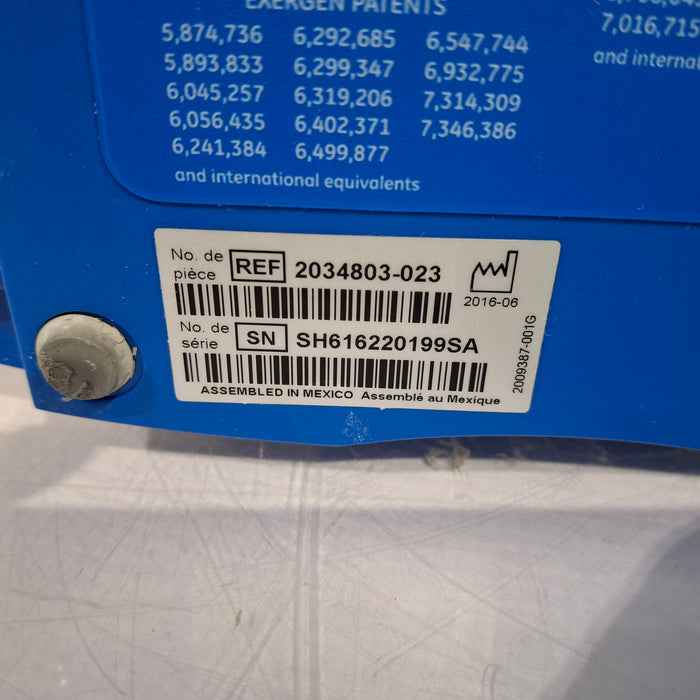 EXERGEN PATENTS
5,874,736 6,292,685 6,547,744
5,893,833 6,299,347 6,932,775
6,045,257 6,319,206 7,314,309
6,056,435 6,402,371 7,346,386
6,241,384 6,499,877
and international equivalents
7,016,715
and internat
No. de pièce REF 2034803-023
2016-06
No. de série SN SH616220199SA
ASSEMBLED IN MEXICO Assemblé au Mexique
2009387-001G